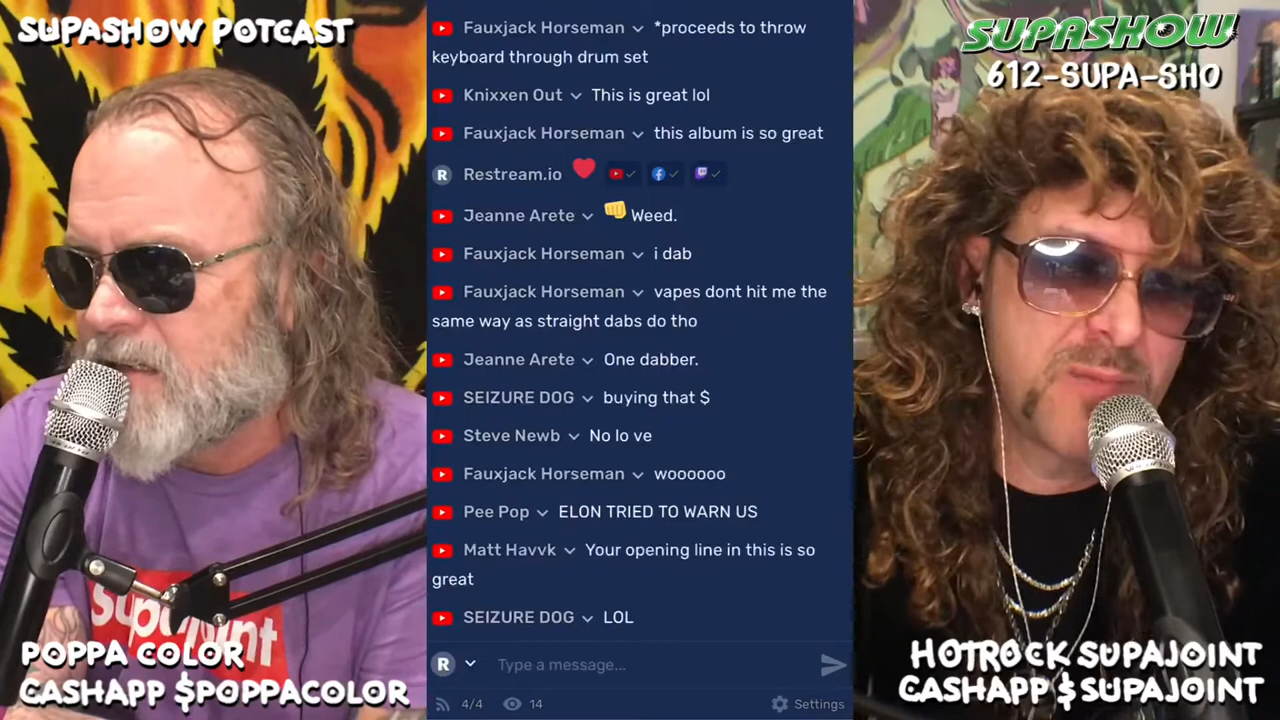 SUPASHOW POTCAST
Fauxjack Horseman *proceeds to throw
keyboard through drum set
Knixxen Out This is great lol
Fauxjack Horseman this album is so great
R Restream.io
Jeanne Arete Weed.
Fauxjack Horseman i dab
Fauxjack Horseman vapes dont hit me the
same way as straight dabs do tho
Jeanne Arete One dabber.
SEIZURE DOG buying that $
Steve Newb No lo ve
Fauxjack Horseman woooooo
Pee Pop ELON TRIED TO WARN US
Matt Havvk Your opening line in this is so
great
SEIZURE DOG LOL
R Type a message...
4/4 14 Settings
SUPASHOW
612-SUPA-SHO
Supajoint
POPPA COLOR
CASHAPP $POPPACOLOR
HOTROCK SUPAJOINT
CASHAPP $SUPAJOINT